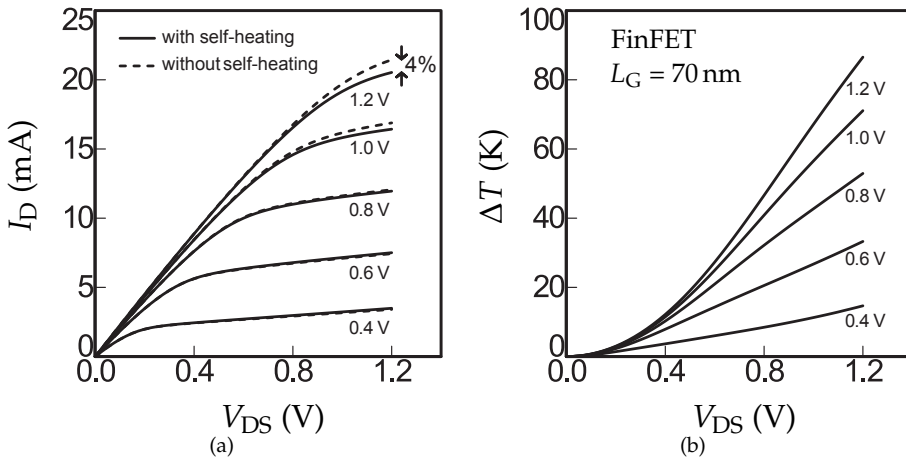 25
20
15
10
5
0
I_D (mA)
with self-heating
without self-heating
4%
1.2 V
1.0 V
0.8 V
0.6 V
0.4 V
0.0
0.4
0.8
1.2
V_DS (V)
(a)
100
80
60
40
20
0
ΔT (K)
FinFET
L_G = 70 nm
1.2 V
1.0 V
0.8 V
0.6 V
0.4 V
0.0
0.4
0.8
1.2
V_DS (V)
(b)